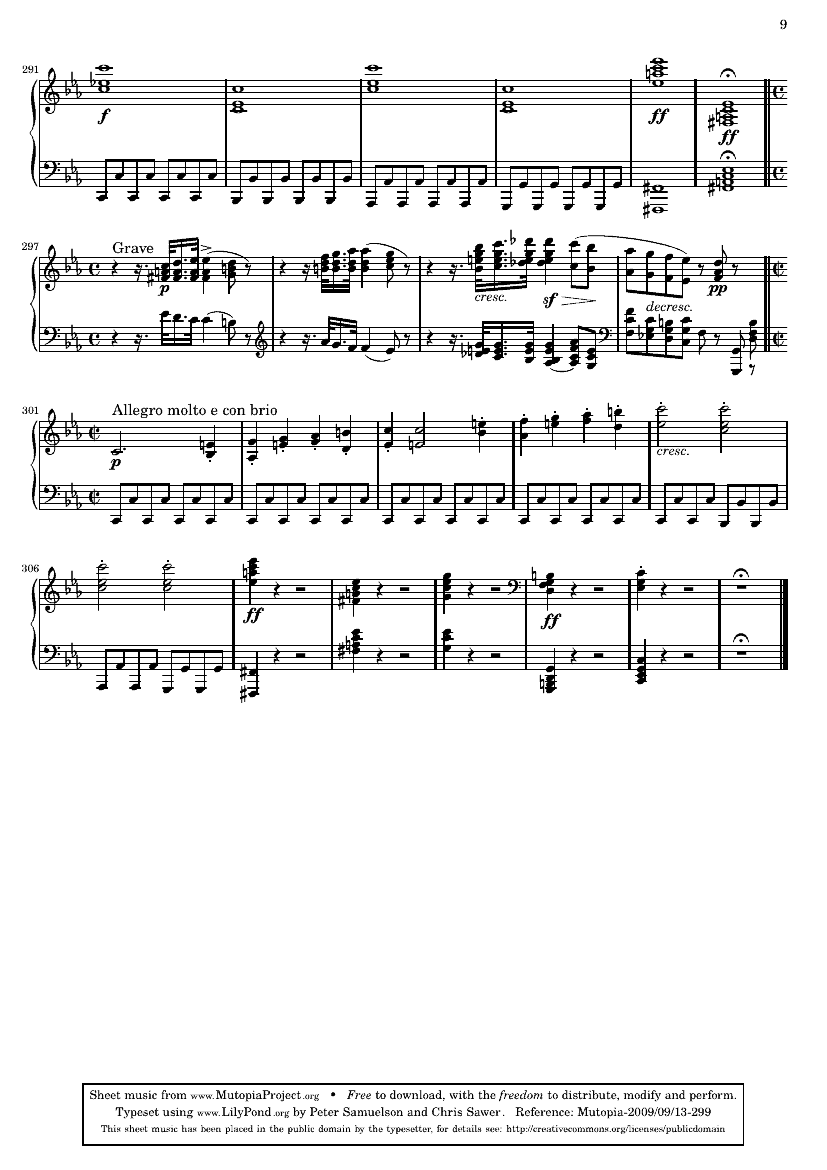 9
291
f
ff
ff
297
Grave
p
cresc.
sf
decresc.
pp
301
Allegro molto e con brio
p
cresc.
306
ff
ff
Sheet music from www.MutopiaProject.org • Free to download, with the freedom to distribute, modify and perform.
Typeset using www.LilyPond.org by Peter Samuelson and Chris Sawer. Reference: Mutopia-2009/09/13-299
This sheet music has been placed in the public domain by the typesetter, for details see: http://creativecommons.org/licenses/publicdomain